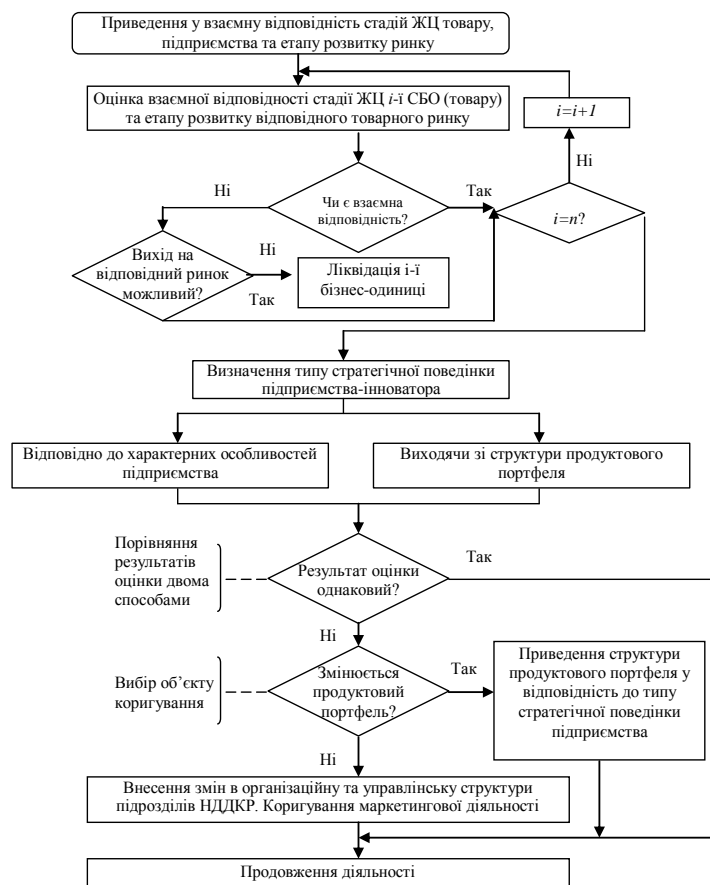 Приведення у взаємну відповідність стадій ЖЦ товару,
підприємства та етапу розвитку ринку
Оцінка взаємної відповідності стадії ЖЦ i-ї СБО (товару)
та етапу розвитку відповідного товарного ринку
i=i+1
Ні
Ні
Чи є взаємна
відповідність?
Так
i=n?
Вихід на
відповідний ринок
можливий?
Ні
Так
Ліквідація і-ї
бізнес-одиниці
Визначення типу стратегічної поведінки
підприємства-інноватора
Відповідно до характерних особливостей
підприємства
Виходячи зі структури продуктового
портфеля
Порівняння
результатів
оцінки двома
способами
Результат оцінки
однаковий?
Так
Ні
Вибір об’єкту
коригування
Змінюється
продуктовий
портфель?
Так
Приведення структури
продуктового портфеля у
відповідність до типу
стратегічної поведінки
підприємства
Ні
Внесення змін в організаційну та управлінську структури
підрозділів НДДКР. Коригування маркетингової діяльності
Продовження діяльності